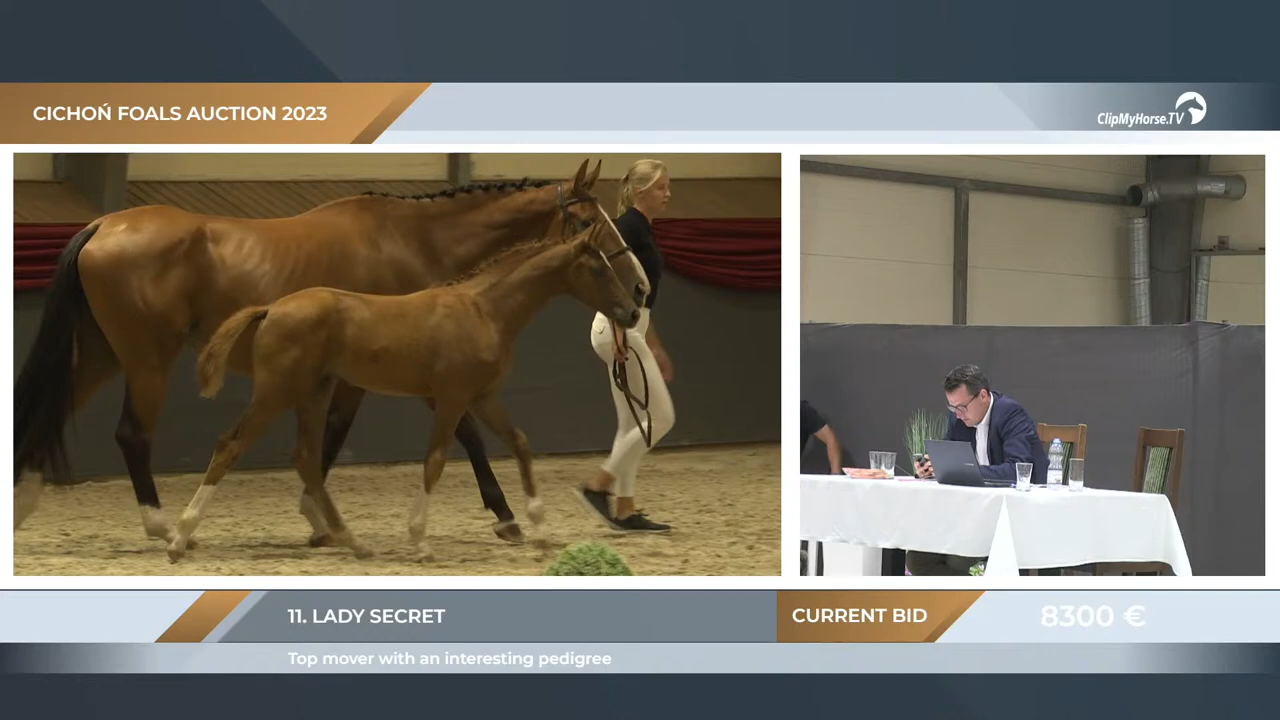 CICHOŃ FOALS AUCTION 2023
ClipMyHorse.TV
11. LADY SECRET
CURRENT BID
8300 €
Top mover with an interesting pedigree